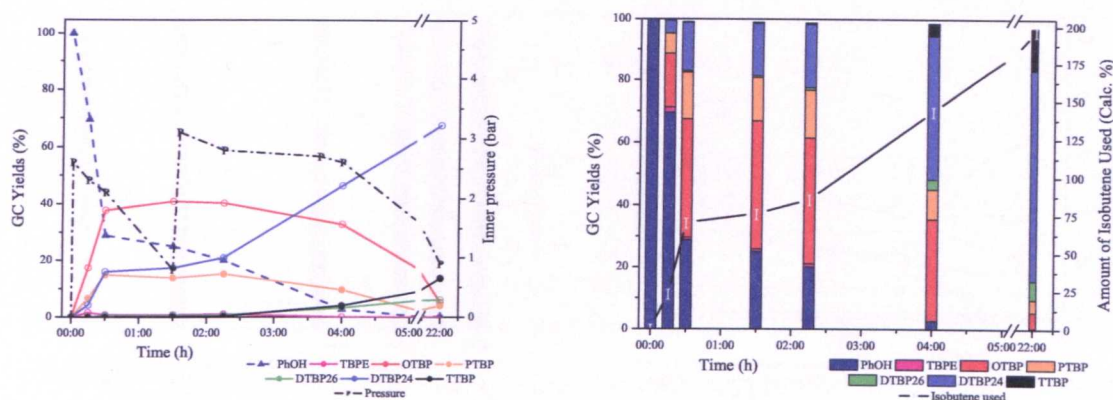 100
80
60
40
20
0
GC Yields (%)
5
4
3
2
1
0
Inner pressure (bar)
00:00 01:00 02:00 03:00 04:00 05:00 22:00
Time (h)
PhOH TBPE OTBP PTBP
DTBP26 DTBP24 TTBP
Pressure
100
80
60
40
20
0
GC Yields (%)
200
175
150
125
100
75
50
25
0
Amount of Isobutene Used (Calc. %)
00:00 01:00 02:00 03:00 04:00 05:00 22:00
Time (h)
PhOH TBPE OTBP PTBP
DTBP26 DTBP24 TTBP
Isobutene used